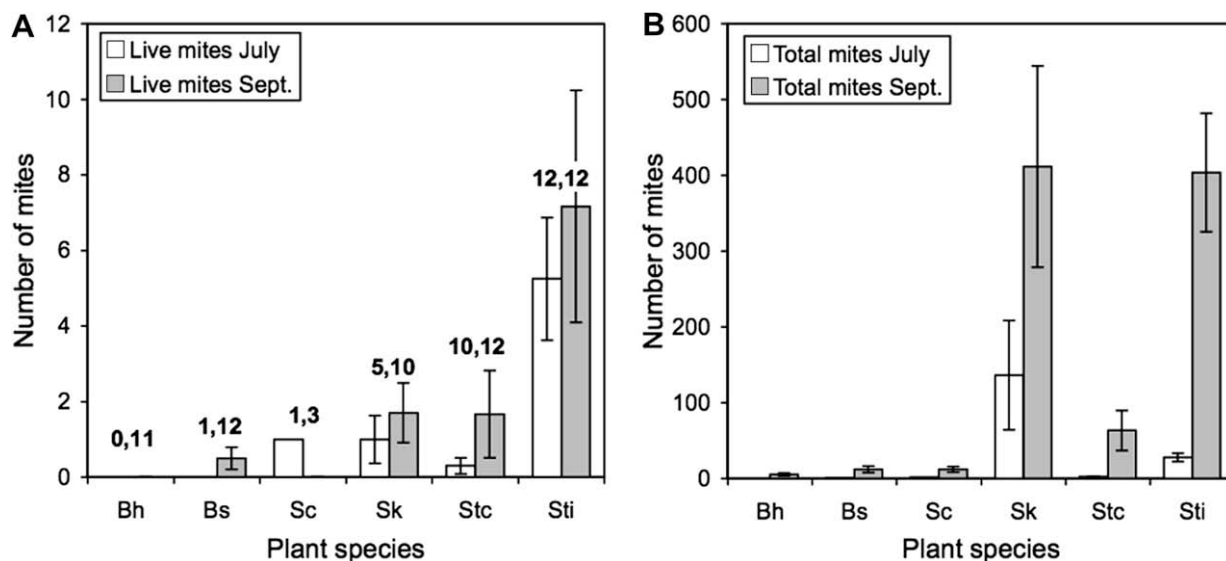 A
Number of mites
12
10
8
6
4
2
0
Live mites July
Live mites Sept.
0,11
1,12
1,3
5,10
10,12
12,12
Bh Bs Sc Sk Stc Sti
Plant species
B
Number of mites
600
500
400
300
200
100
0
Total mites July
Total mites Sept.
Bh Bs Sc Sk Stc Sti
Plant species